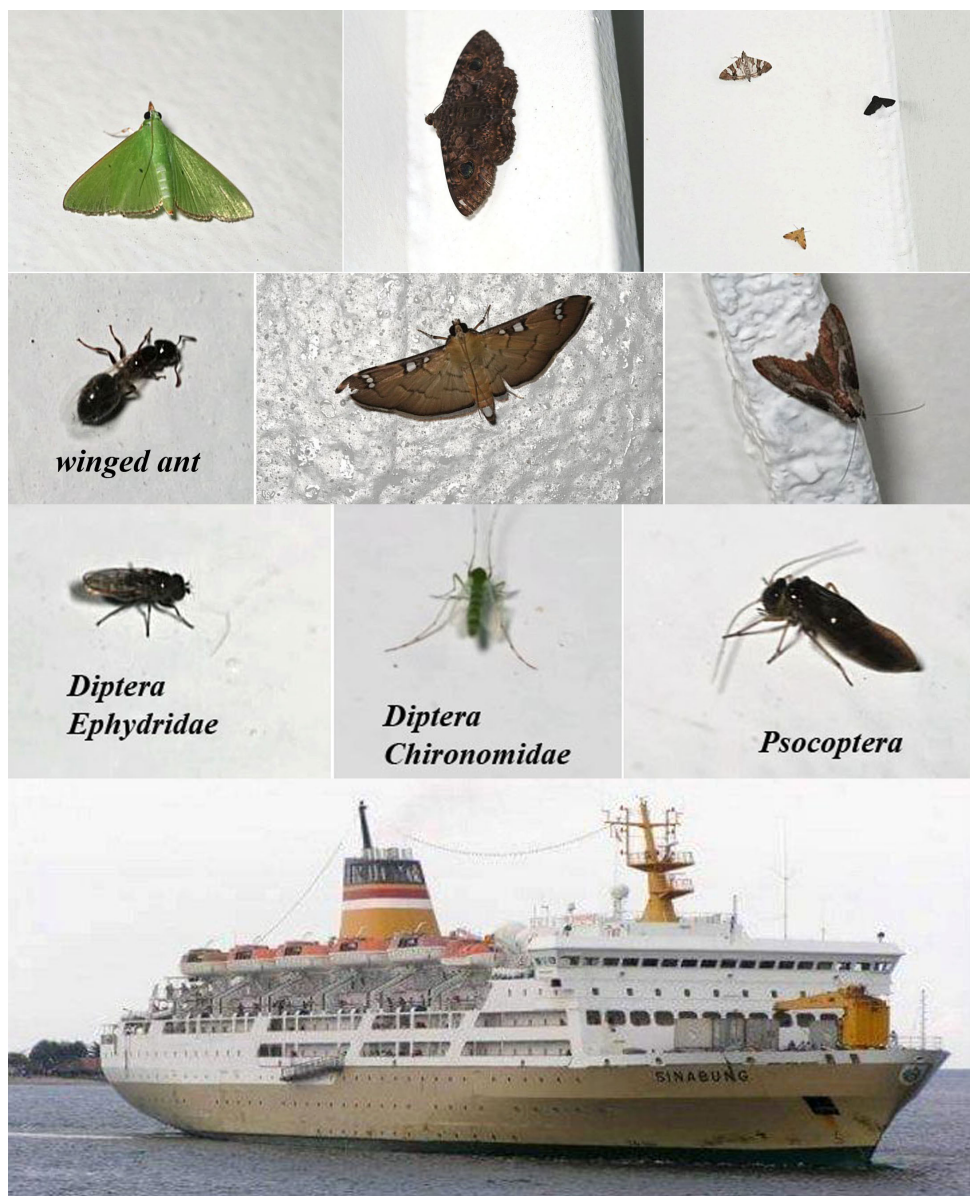 winged ant
Diptera
Ephydridae
Diptera
Chironomidae
Psocoptera
SINABUNG